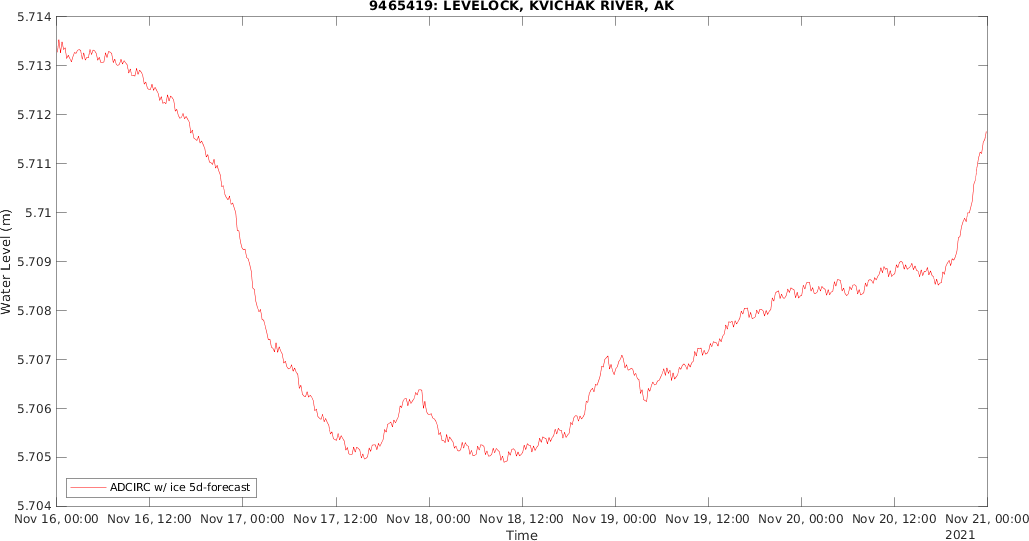 9465419: LEVELOCK, KVICHAK RIVER, AK
5.714
5.713
5.712
5.711
5.71
5.709
5.708
5.707
5.706
5.705
5.704
Water Level (m)
ADCIRC w/ ice 5d-forecast
Nov 16, 00:00 Nov 16, 12:00 Nov 17, 00:00 Nov 17, 12:00 Nov 18, 00:00 Nov 18, 12:00 Nov 19, 00:00 Nov 19, 12:00 Nov 20, 00:00 Nov 20, 12:00 Nov 21, 00:00
2021
Time